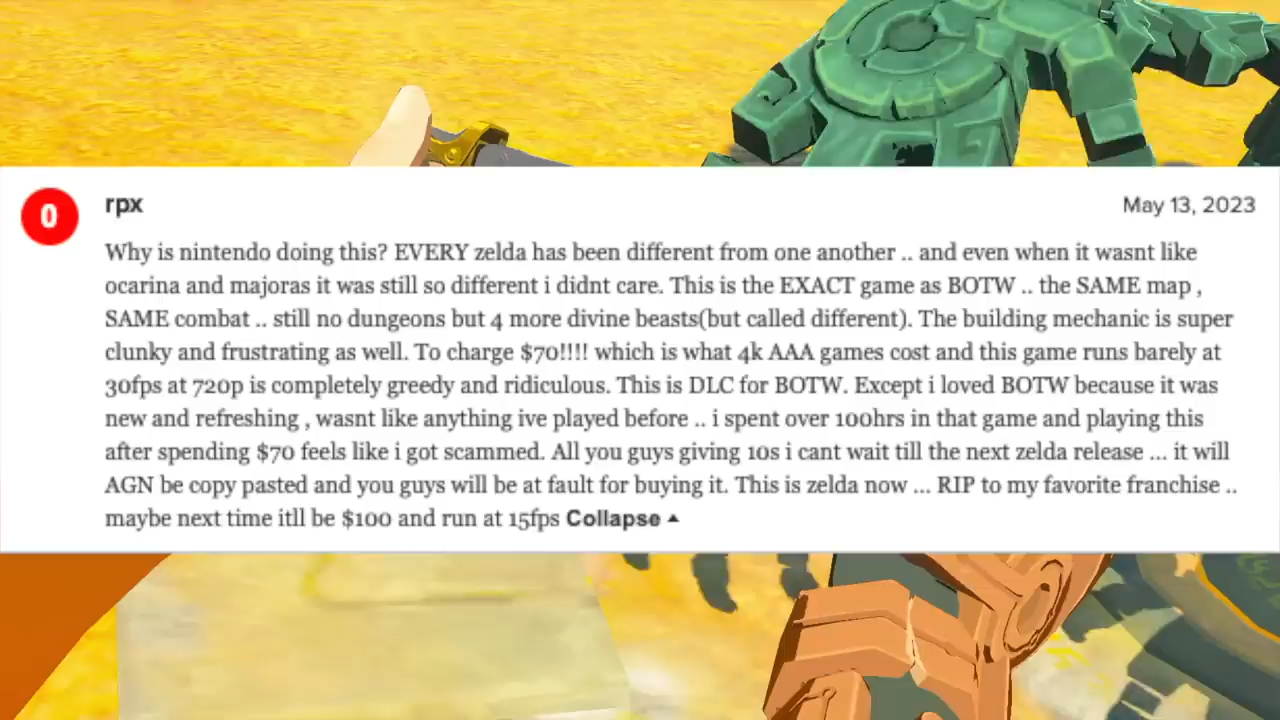 0
rpx
May 13, 2023
Why is nintendo doing this? EVERY zelda has been different from one another .. and even when it wasnt like
ocarina and majoras it was still so different i didnt care. This is the EXACT game as BOTW .. the SAME map ,
SAME combat .. still no dungeons but 4 more divine beasts(but called different). The building mechanic is super
clunky and frustrating as well. To charge $70!!!! which is what 4k AAA games cost and this game runs barely at
30fps at 720p is completely greedy and ridiculous. This is DLC for BOTW. Except i loved BOTW because it was
new and refreshing , wasnt like anything ive played before .. i spent over 100hrs in that game and playing this
after spending $70 feels like i got scammed. All you guys giving 10s i cant wait till the next zelda release ... it will
AGN be copy pasted and you guys will be at fault for buying it. This is zelda now ... RIP to my favorite franchise ..
maybe next time itll be $100 and run at 15fps Collapse ▲